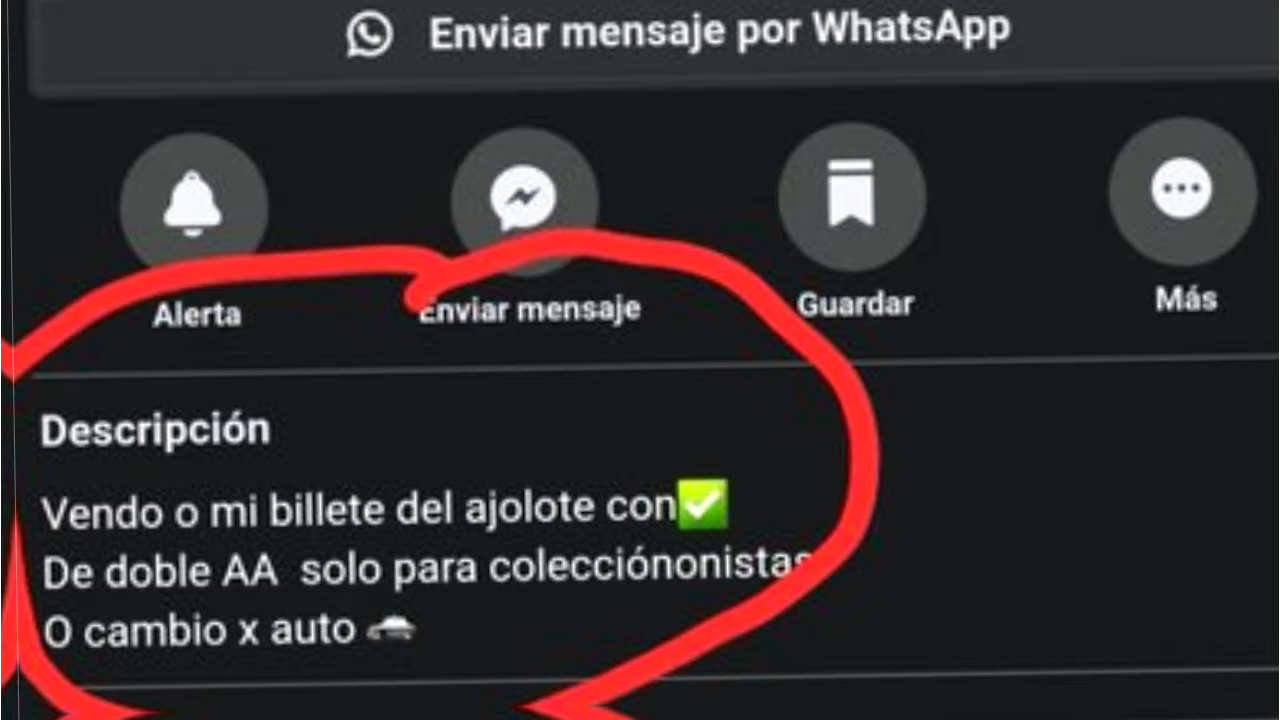 Enviar mensaje por WhatsApp
Alerta
Enviar mensaje
Guardar
Más
Descripción
Vendo o mi billete del ajolote con✅
De doble AA solo para colecciónonistas
O cambio x auto 🚗